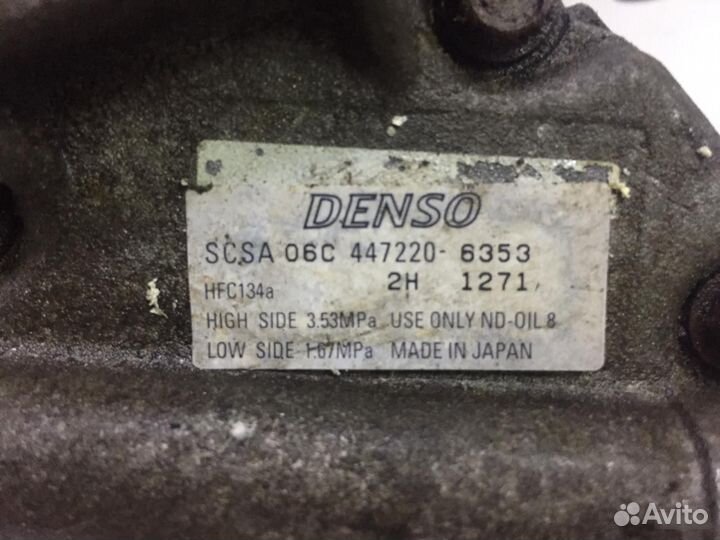 DENSO
SCSA 06C 447220- 6353
HFC134a 2H 1271
HIGH SIDE 3.53MPa USE ONLY ND-OIL 8
LOW SIDE 1.67MPa MADE IN JAPAN
Avito